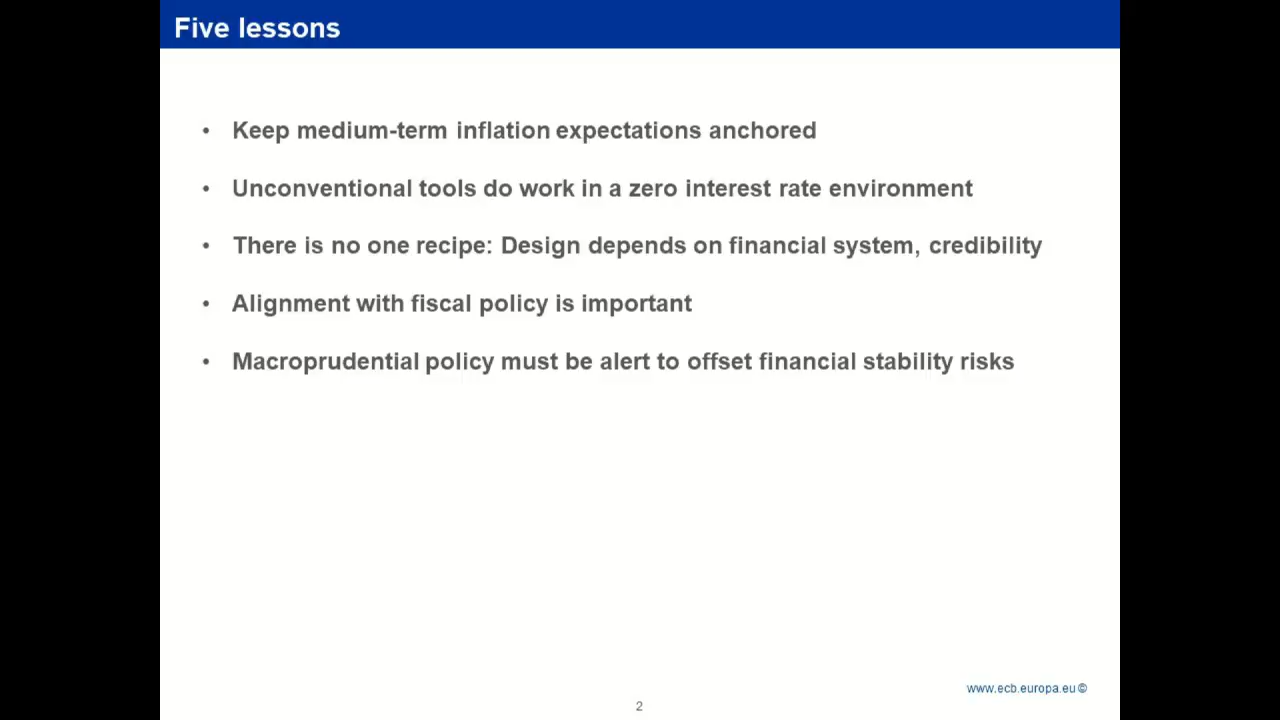 Five lessons
• Keep medium-term inflation expectations anchored
• Unconventional tools do work in a zero interest rate environment
• There is no one recipe: Design depends on financial system, credibility
• Alignment with fiscal policy is important
• Macroprudential policy must be alert to offset financial stability risks
www.ecb.europa.eu ©
2